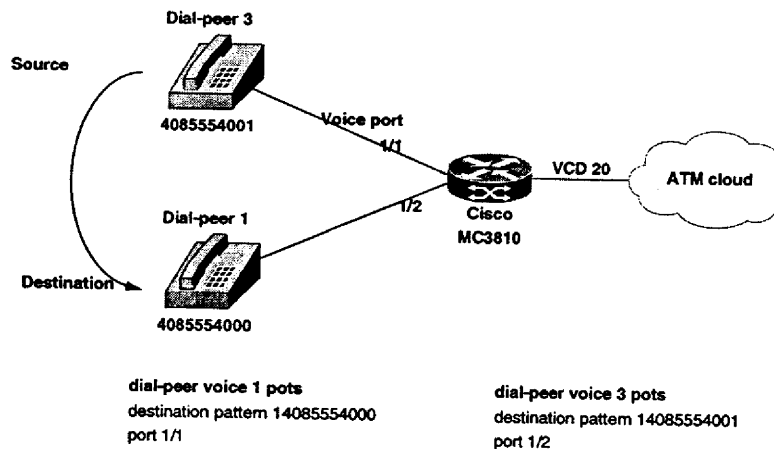 Dial-peer 3
Source
4085554001
Voice port
1/1
VCD 20
ATM cloud
1/2
Cisco
MC3810
Dial-peer 1
Destination
4085554000
dial-peer voice 1 pots
destination pattern 14085554000
port 1/1
dial-peer voice 3 pots
destination pattern 14085554001
port 1/2